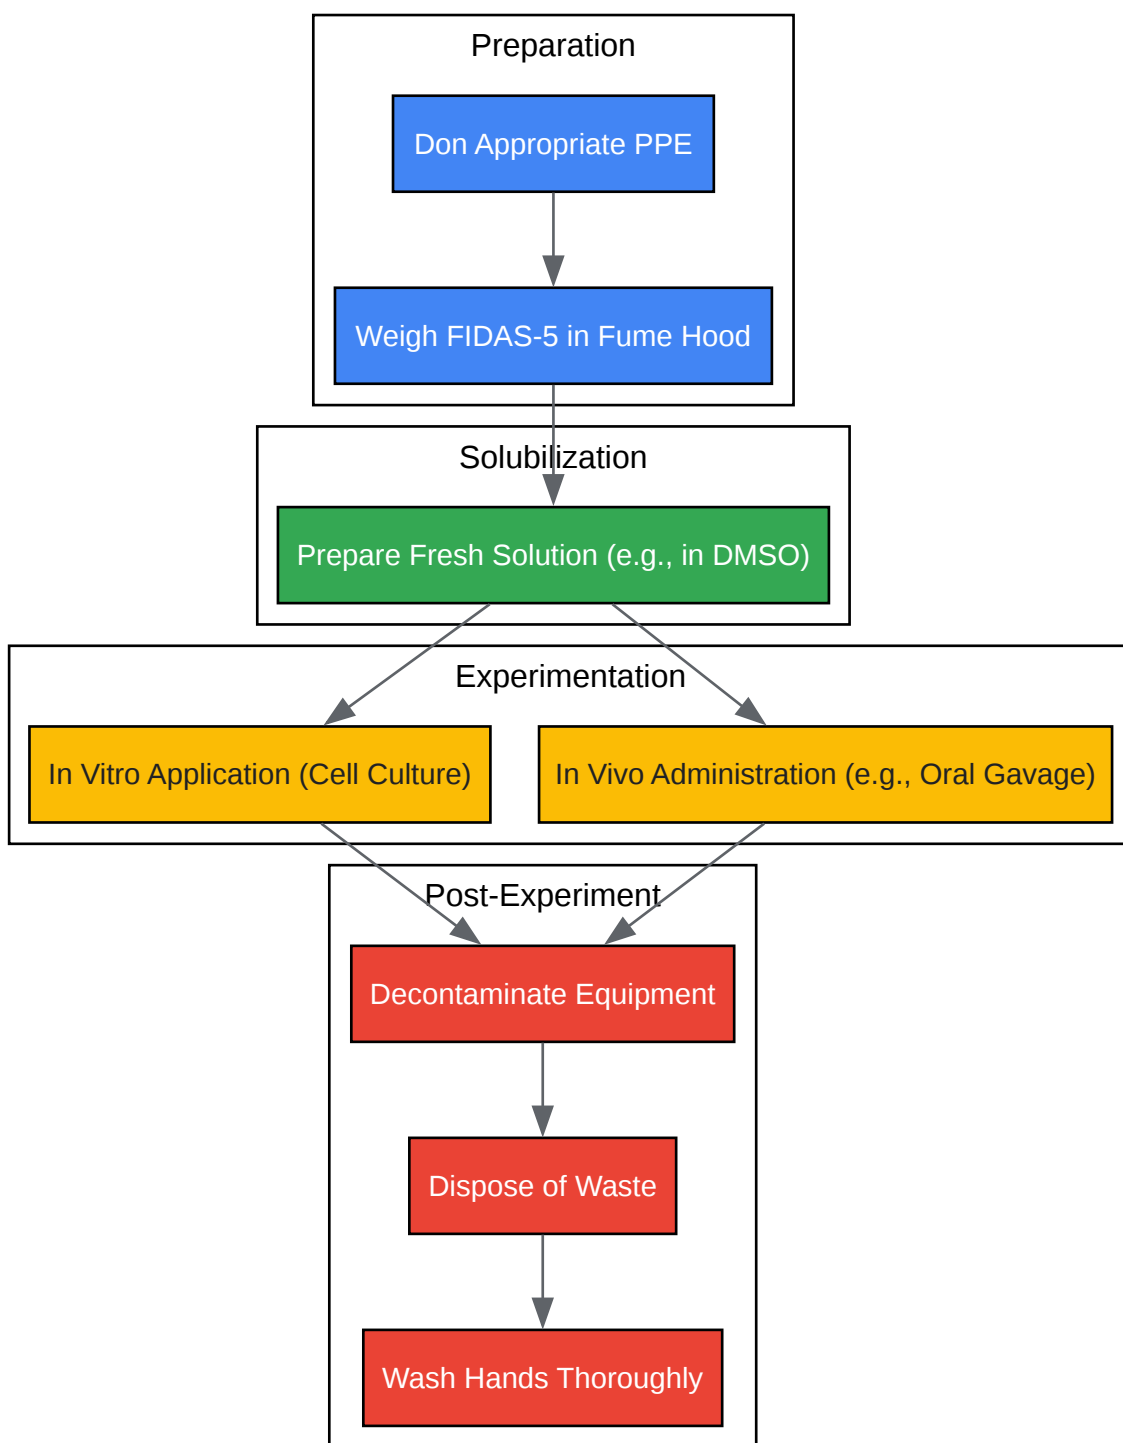 Preparation
Don Appropriate PPE
Weigh FIDAS-5 in Fume Hood
Solubilization
Prepare Fresh Solution (e.g., in DMSO)
Experimentation
In Vitro Application (Cell Culture)
In Vivo Administration (e.g., Oral Gavage)
Post-Experiment
Decontaminate Equipment
Dispose of Waste
Wash Hands Thoroughly